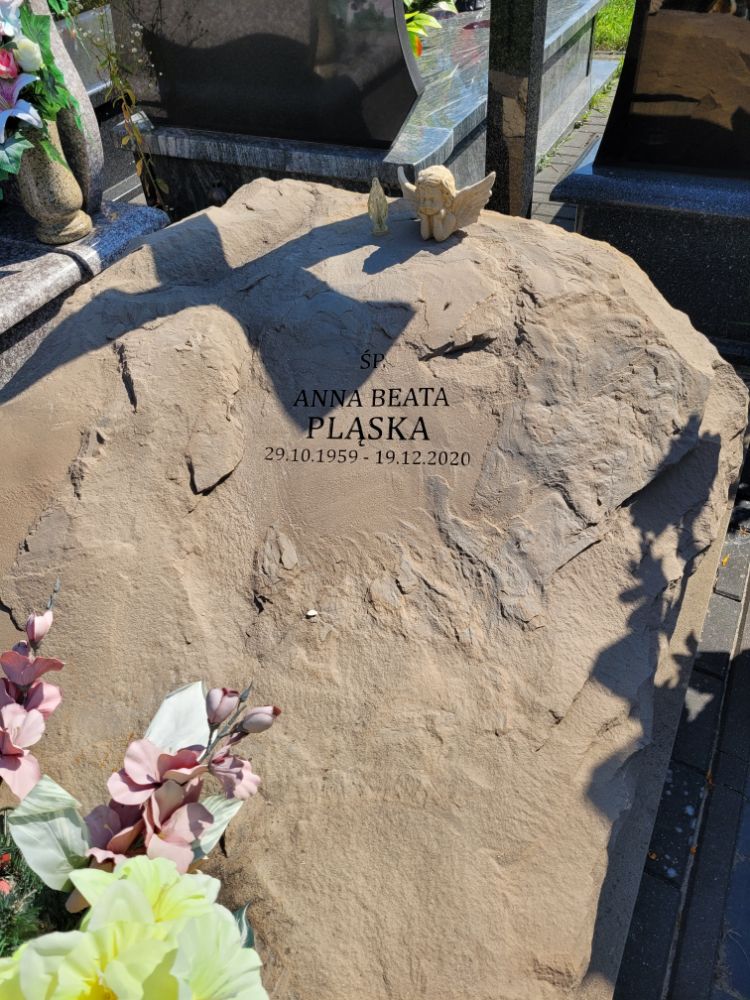 ŚP.
ANNA BEATA
PLĄSKA
29.10.1959 - 19.12.2020